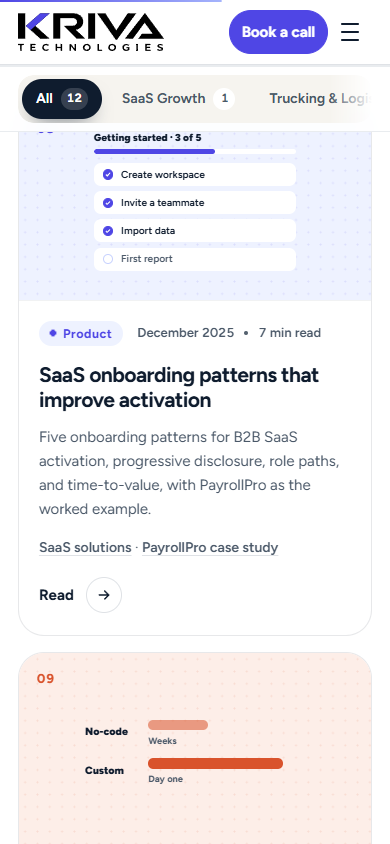 KRIVA
TECHNOLOGIES
Book a call
All 12
SaaS Growth 1
Trucking &
Getting started · 3 of 5
Create workspace
Invite a teammate
Import data
First report
Product
December 2025 • 7 min read
SaaS onboarding patterns that
improve activation
Five onboarding patterns for B2B SaaS
activation, progressive disclosure, role paths,
and time-to-value, with PayrollPro as the
worked example.
SaaS solutions · PayrollPro case study
Read
09
No-code
Weeks
Custom
Day one